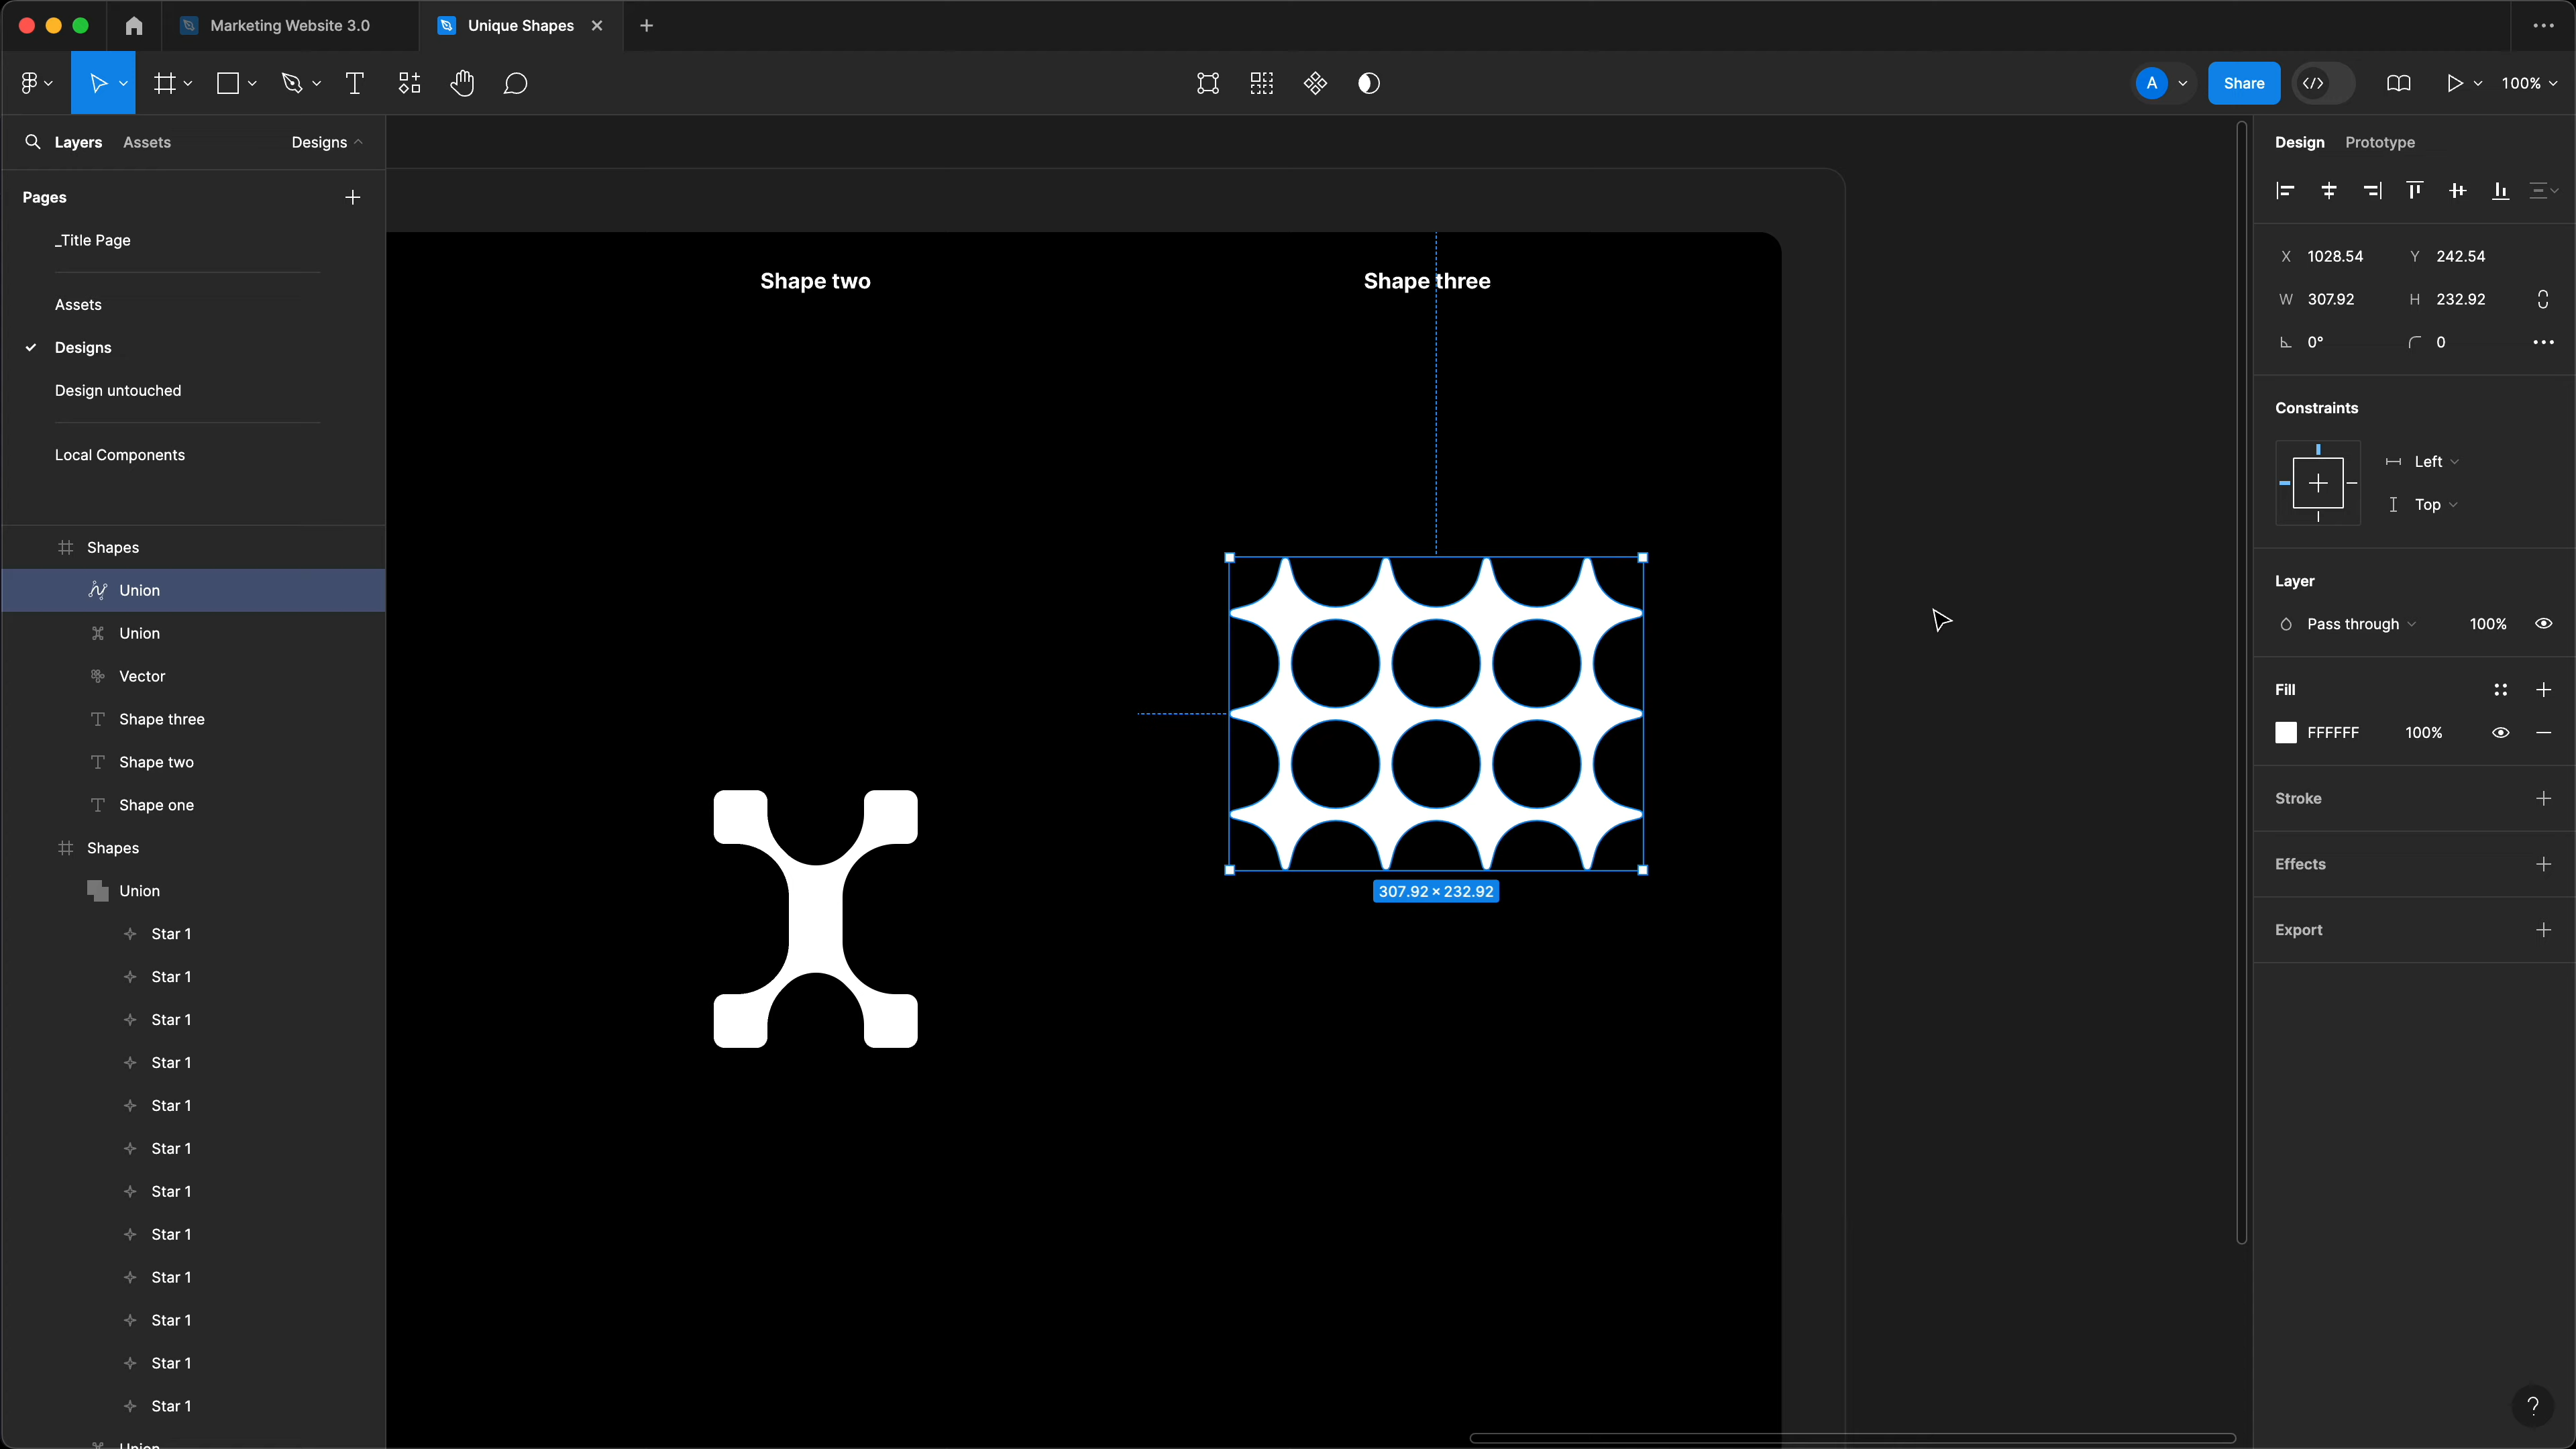 Marketing Website 3.0
Unique Shapes
A
Share
100%
Layers
Assets
Designs
Pages
_Title Page
Assets
Designs
Design untouched
Local Components
Shapes
Union
Union
Vector
Shape three
Shape two
Shape one
Shapes
Union
Star 1
Star 1
Star 1
Star 1
Star 1
Star 1
Star 1
Star 1
Star 1
Star 1
Star 1
Star 1
Union
Shape two
Shape three
307.92 × 232.92
Design
Prototype
X 1028.54 Y 242.54
W 307.92 H 232.92
0° 0
Constraints
Left
Top
Layer
Pass through 100%
Fill
FFFFFF 100%
Stroke
Effects
Export
?